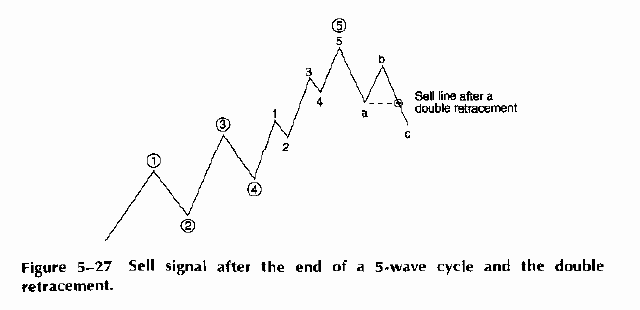 ⑤
5
b
3
4
a
Sell line after a
double retracement
c
③
1
2
①
④
②
Figure 5–27 Sell signal after the end of a 5-wave cycle and the double
retracement.